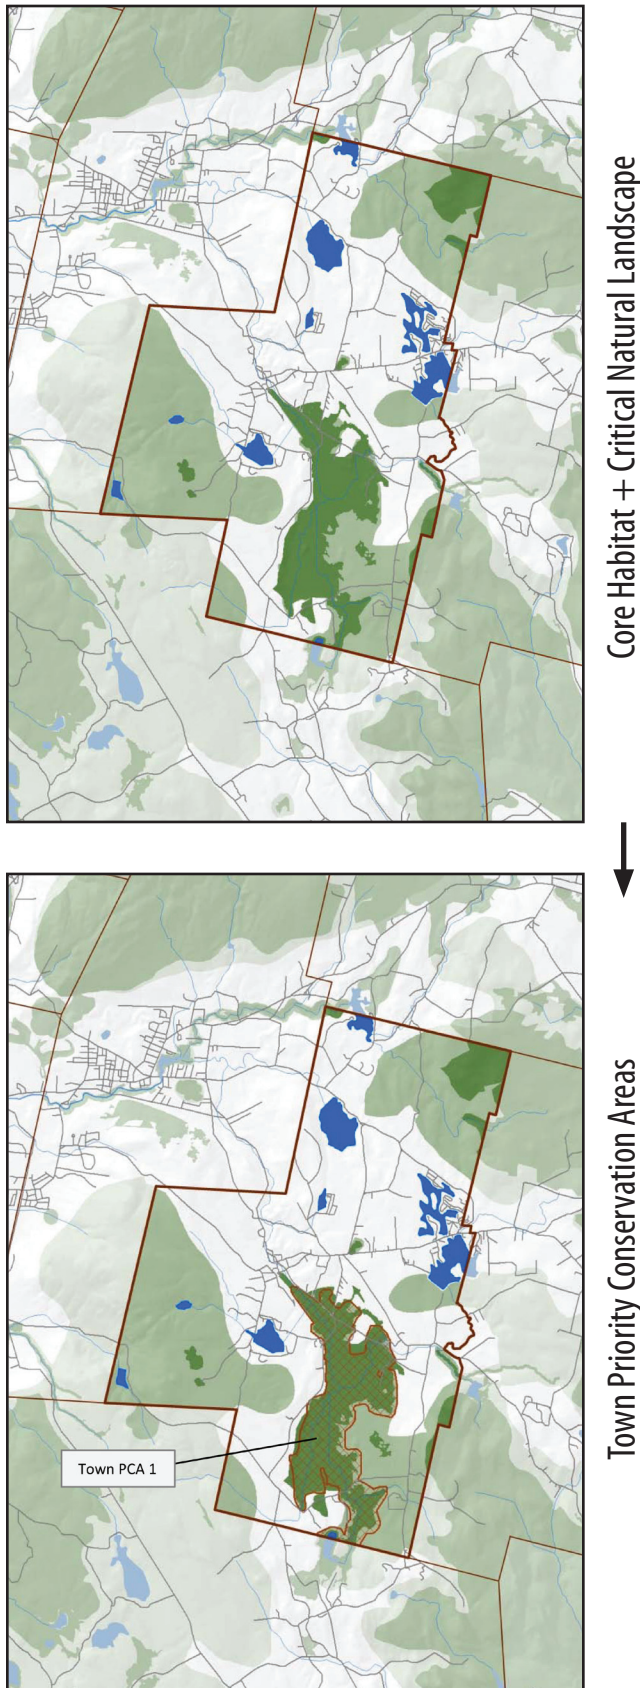 Core Habitat + Critical Natural Landscape
Town Priority Conservation Areas
Town PCA 1